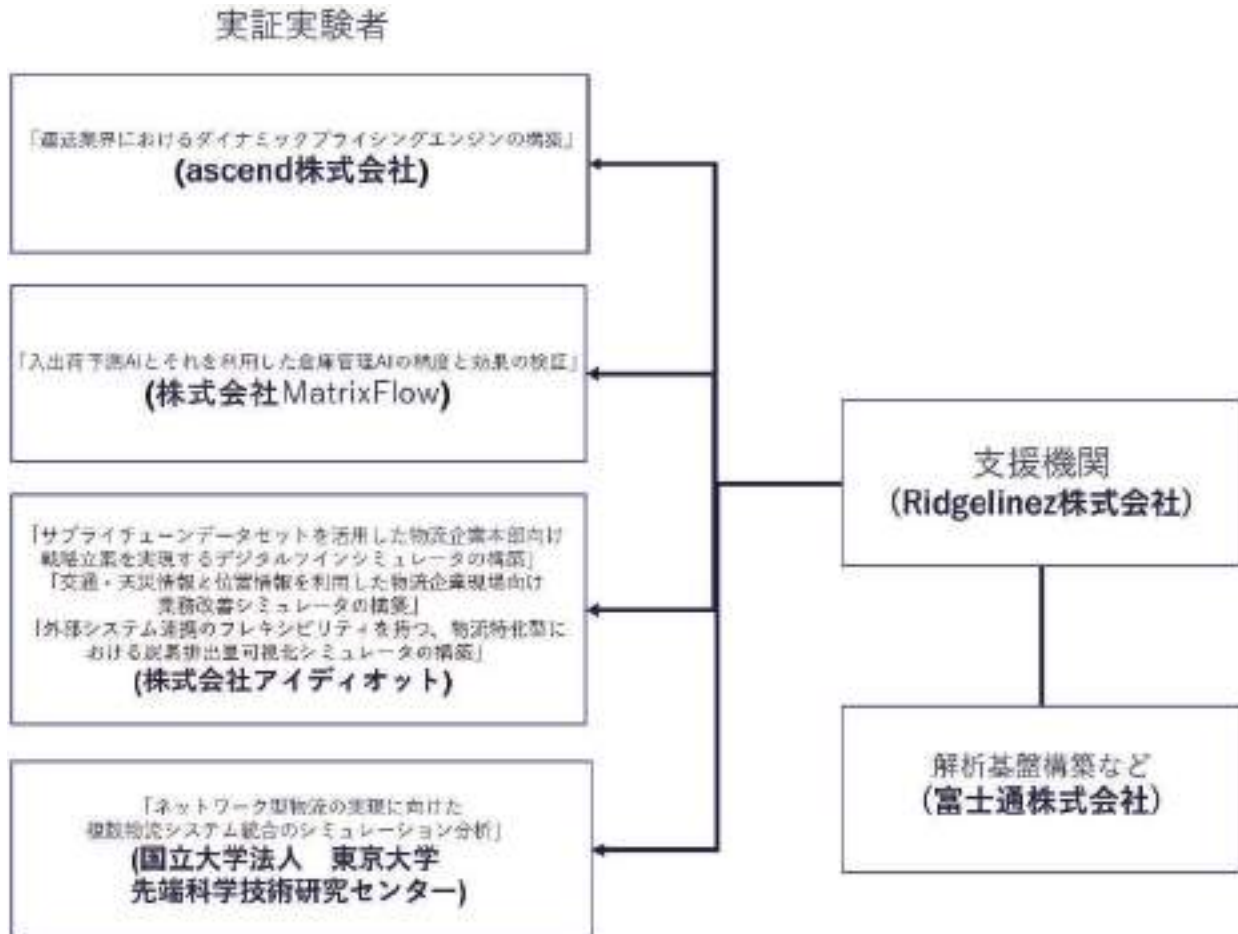 実証実験者
「運送業界におけるダイナミックプライシングエンジンの構築」
(ascend株式会社)
「入出荷予測AIとそれを利用した倉庫管理AIの精度と効果の検証」
(株式会社MatrixFlow)
「サプライチェーンデータセットを活用した物流企業本部向け
戦略立案を実現するデジタルツインシミュレータの構築」
「交通・天災情報と位置情報を利用した物流企業現場向け
業務改善シミュレータの構築」
「外部システム連携のフレキシビリティを持つ、物流特化型に
おける炭素排出量可視化シミュレータの構築」
(株式会社アイディオット)
「ネットワーク型物流の実現に向けた
複数物流システム統合のシミュレーション分析」
(国立大学法人　東京大学
先端科学技術研究センター)
支援機関
（Ridgelinez株式会社）
解析基盤構築など
（富士通株式会社）